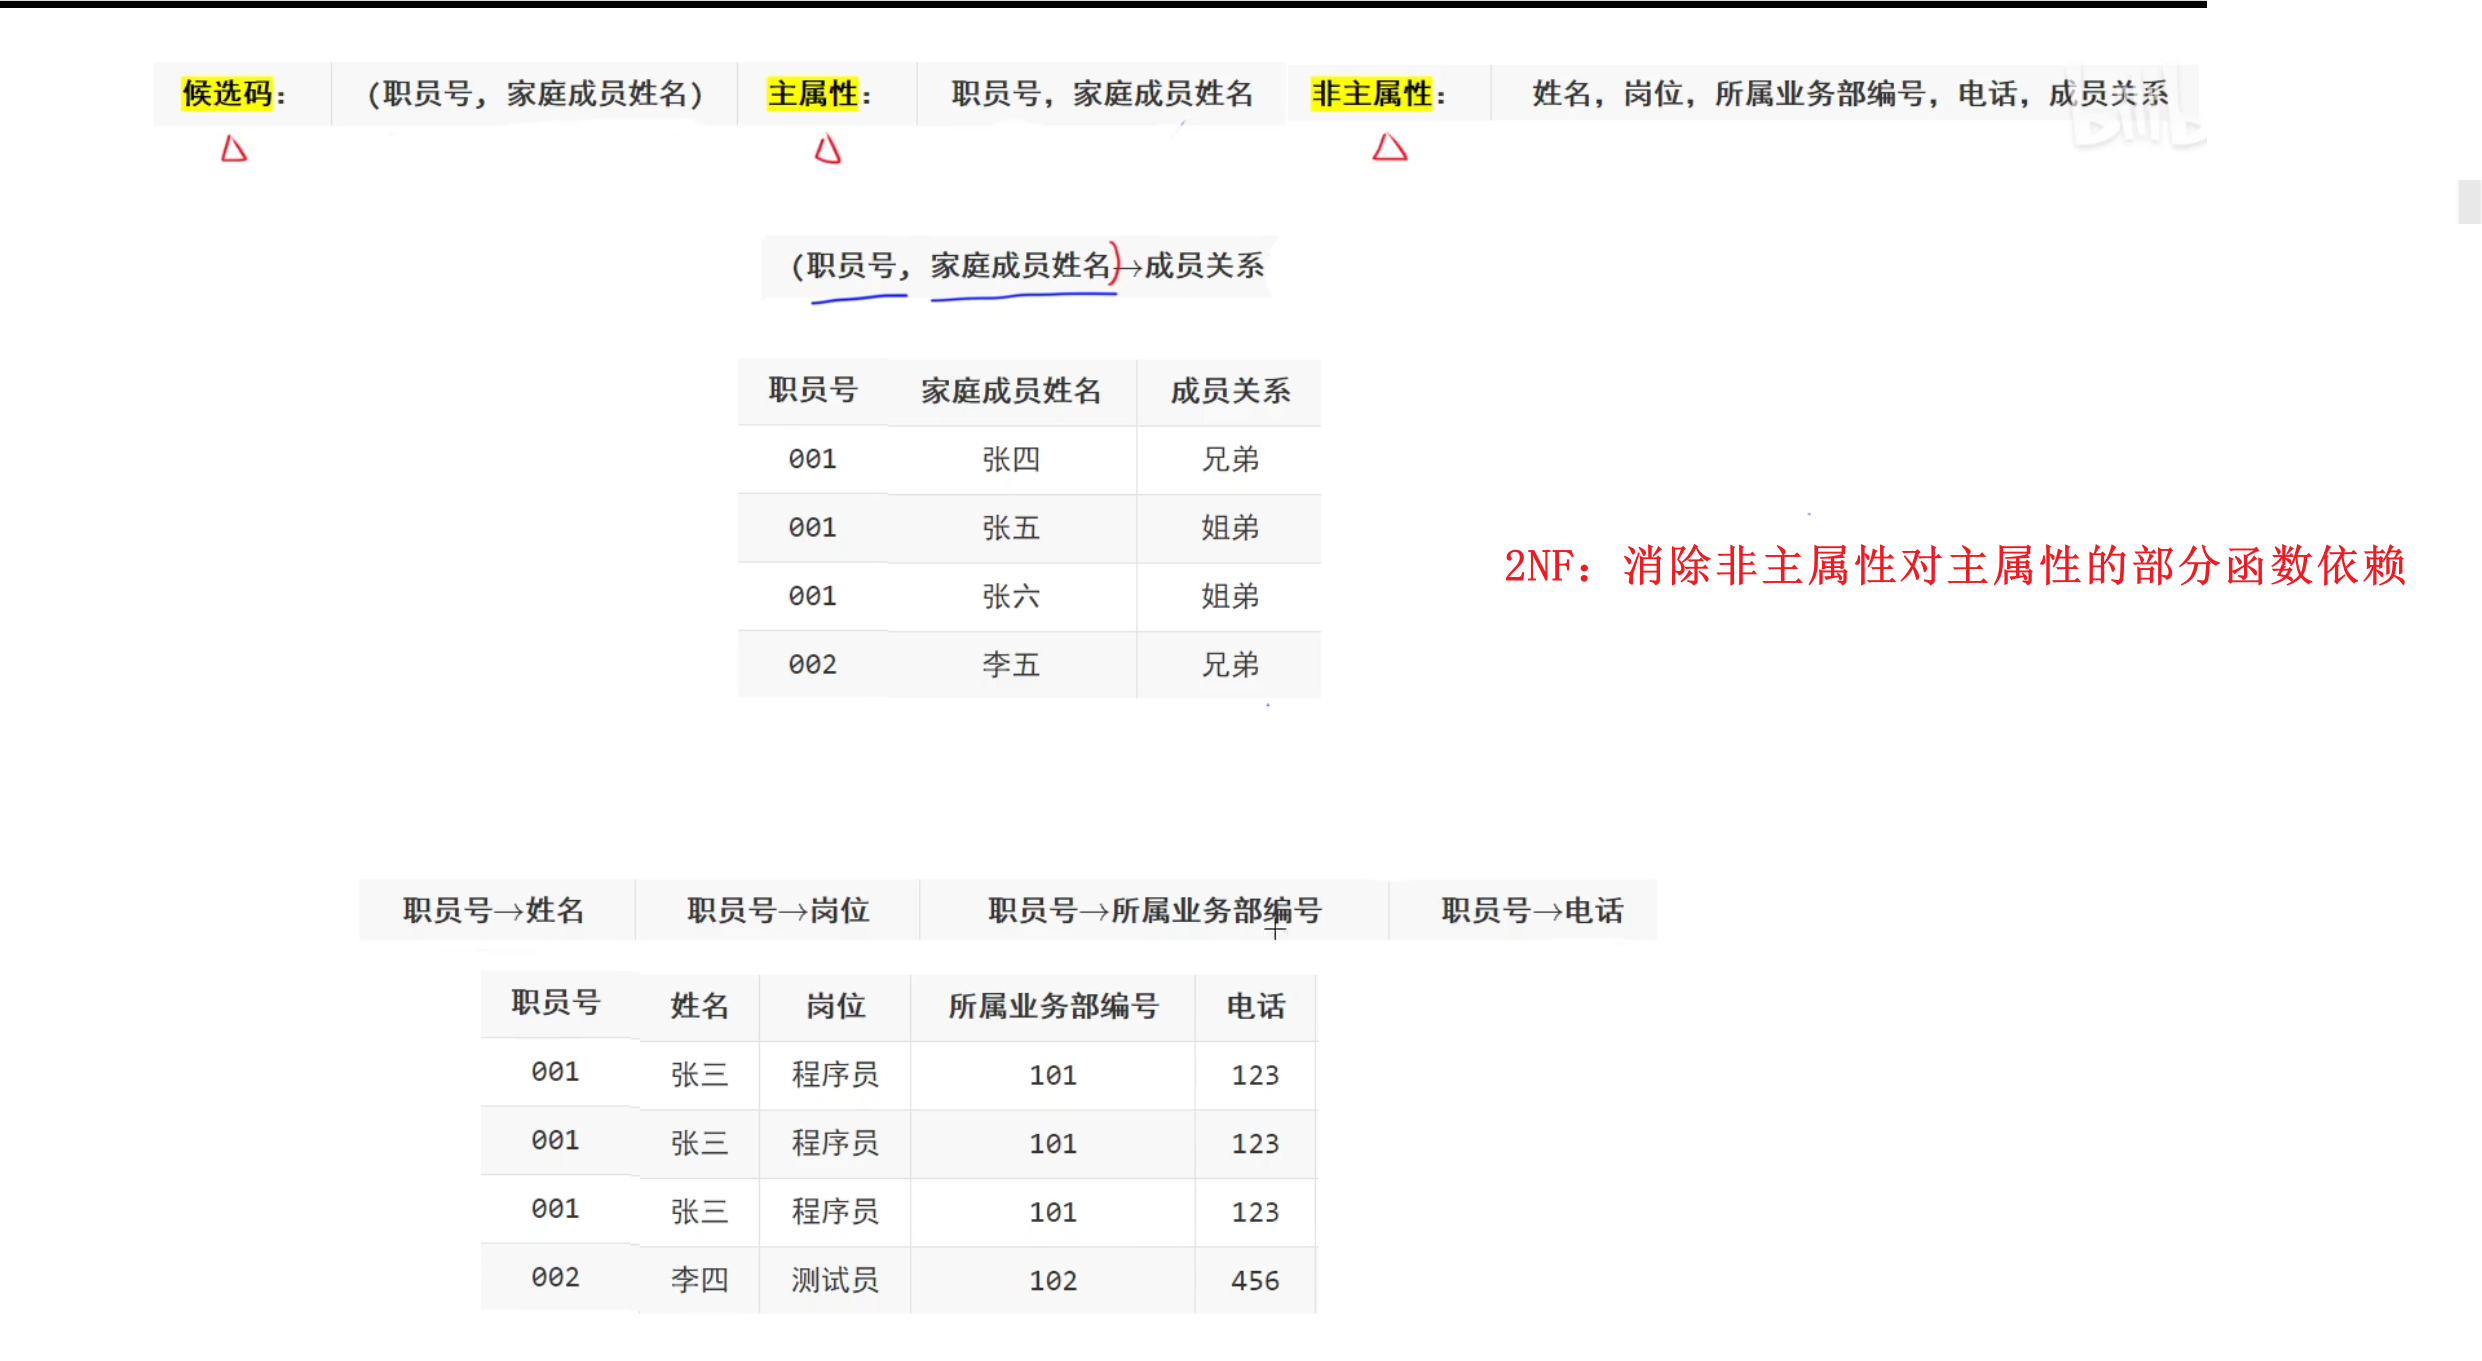 候选码： (职员号，家庭成员姓名) 主属性： 职员号，家庭成员姓名 非主属性： 姓名，岗位，所属业务部编号，电话，成员关系
(职员号，家庭成员姓名)→成员关系
职员号 家庭成员姓名 成员关系
001 张四 兄弟
001 张五 姐弟
2NF：消除非主属性对主属性的部分函数依赖
001 张六 姐弟
002 李五 兄弟
职员号→姓名 职员号→岗位 职员号→所属业务部编号 职员号→电话
职员号 姓名 岗位 所属业务部编号 电话
001 张三 程序员 101 123
001 张三 程序员 101 123
001 张三 程序员 101 123
002 李四 测试员 102 456